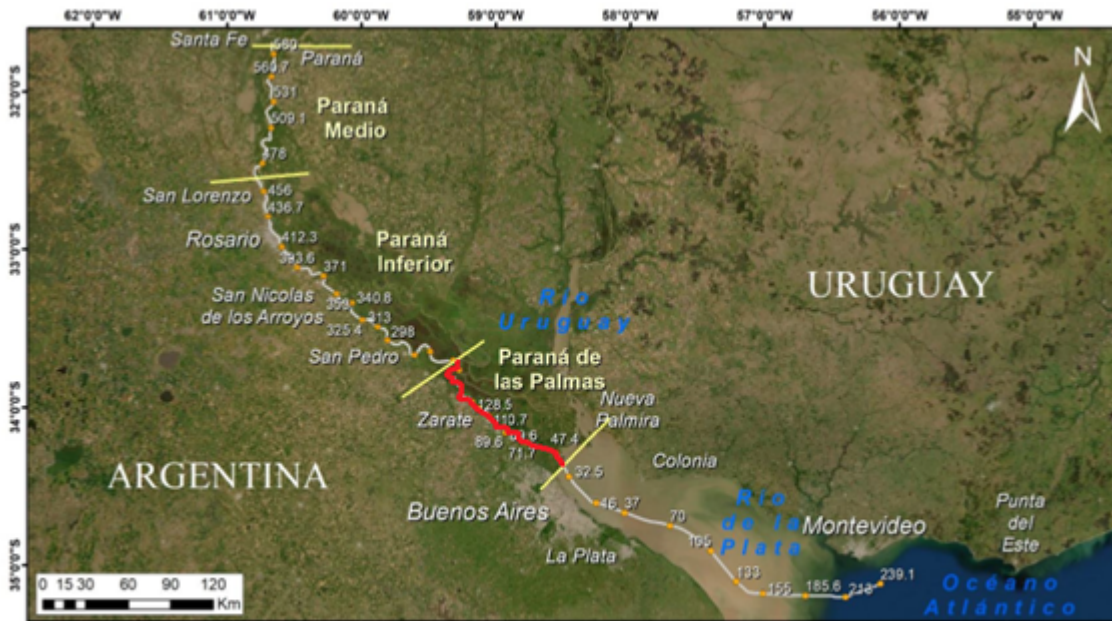 62°0'0"W 61°0'0"W 60°0'0"W 59°0'0"W 58°0'0"W 57°0'0"W 56°0'0"W 55°0'0"W
Santa Fe
Paraná
531
509.1
478
Paraná
Medio
N
32°0'0"S
San Lorenzo
456
436.7
Rosario
412.3
393.6
371
Paraná
Inferior
33°0'0"S
San Nicolas
de los Arroyos
340.8
325.4
313
298
San Pedro
Río
Uruguay
URUGUAY
Paraná de
las Palmas
Nueva
Palmira
34°0'0"S
Zarate
128.5
110.7
89.6
71.7
47.4
32.5
ARGENTINA
Buenos Aires
Colonia
46 37
70
Río
de la
Plata
Montevideo
Punta
del
Este
La Plata
133
155
185.6
239.1
35°0'0"S
Océano
Atlántico
0 15 30 60 90 120
Km